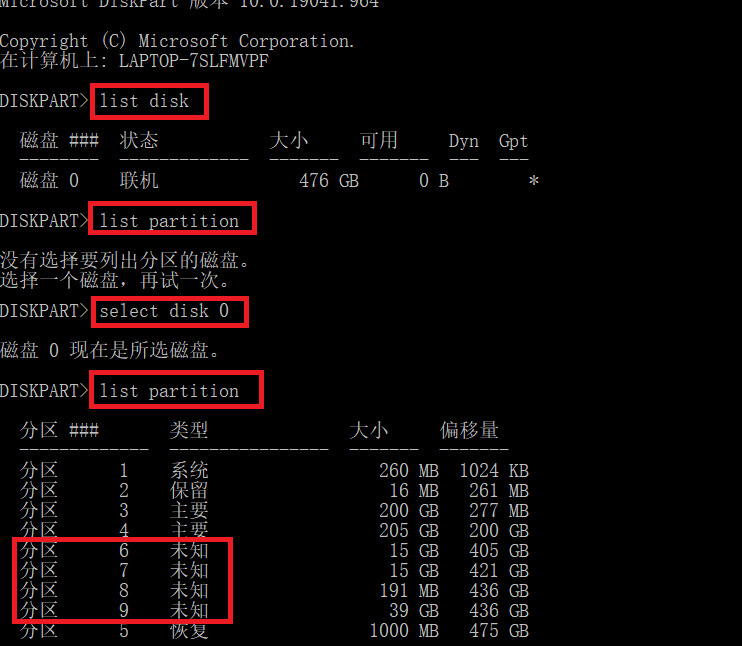 Microsoft DiskPart 版本 10.0.19041.964
Copyright (C) Microsoft Corporation.
在计算机上: LAPTOP-7SLFMVPF
DISKPART> list disk
磁盘 ### 状态 大小 可用 Dyn Gpt
-------- ------------- ------- ------- --- ---
磁盘 0 联机 476 GB 0 B *
DISKPART> list partition
没有选择要列出分区的磁盘。
选择一个磁盘，再试一次。
DISKPART> select disk 0
磁盘 0 现在是所选磁盘。
DISKPART> list partition
分区 ### 类型 大小 偏移量
------------- ---------------- ------- -------
分区 1 系统 260 MB 1024 KB
分区 2 保留 16 MB 261 MB
分区 3 主要 200 GB 277 MB
分区 4 主要 205 GB 200 GB
分区 6 未知 15 GB 405 GB
分区 7 未知 15 GB 421 GB
分区 8 未知 191 MB 436 GB
分区 9 未知 39 GB 436 GB
分区 5 恢复 1000 MB 475 GB